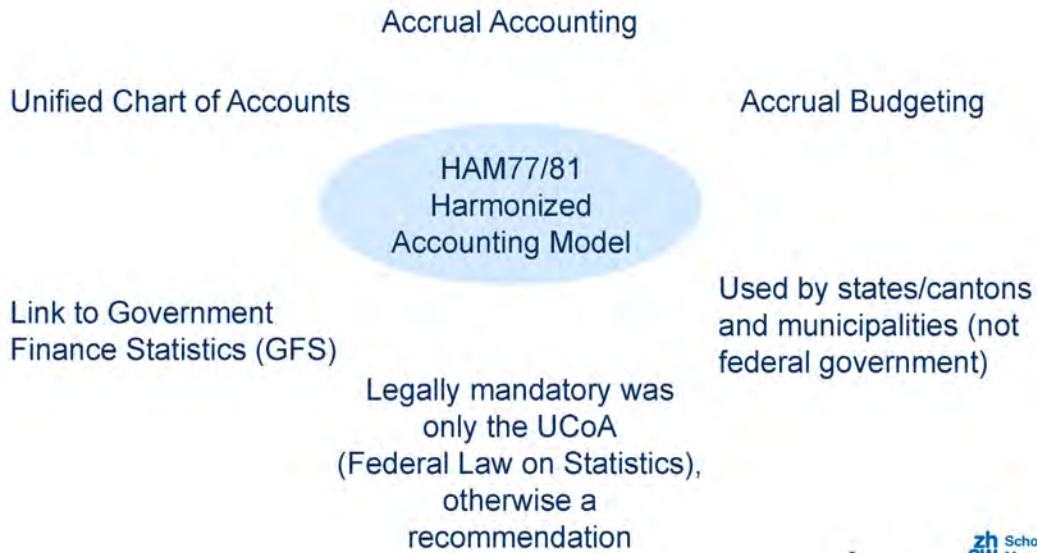 Accrual Accounting
Unified Chart of Accounts
Accrual Budgeting
HAM77/81
Harmonized
Accounting Model
Link to Government
Finance Statistics (GFS)
Used by states/cantons
and municipalities (not
federal government)
Legally mandatory was
only the UCoA
(Federal Law on Statistics),
otherwise a
recommendation
zh Scho